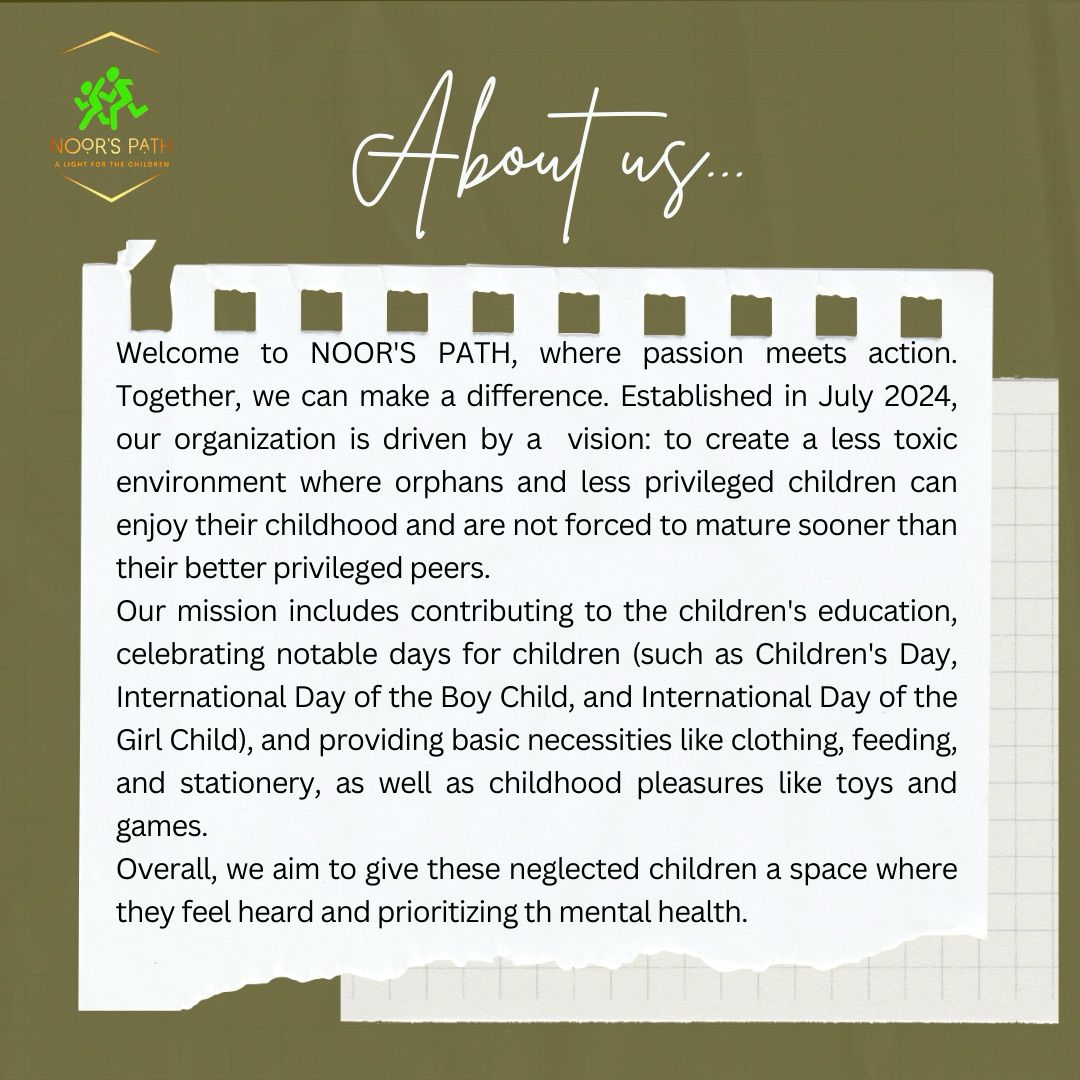 NOOR'S PATH
A LIGHT FOR THE CHILDREN
About us...
Welcome to NOOR'S PATH, where passion meets action.
Together, we can make a difference. Established in July 2024,
our organization is driven by a vision: to create a less toxic
environment where orphans and less privileged children can
enjoy their childhood and are not forced to mature sooner than
their better privileged peers.
Our mission includes contributing to the children's education,
celebrating notable days for children (such as Children's Day,
International Day of the Boy Child, and International Day of the
Girl Child), and providing basic necessities like clothing, feeding,
and stationery, as well as childhood pleasures like toys and
games.
Overall, we aim to give these neglected children a space where
they feel heard and prioritizing th mental health.